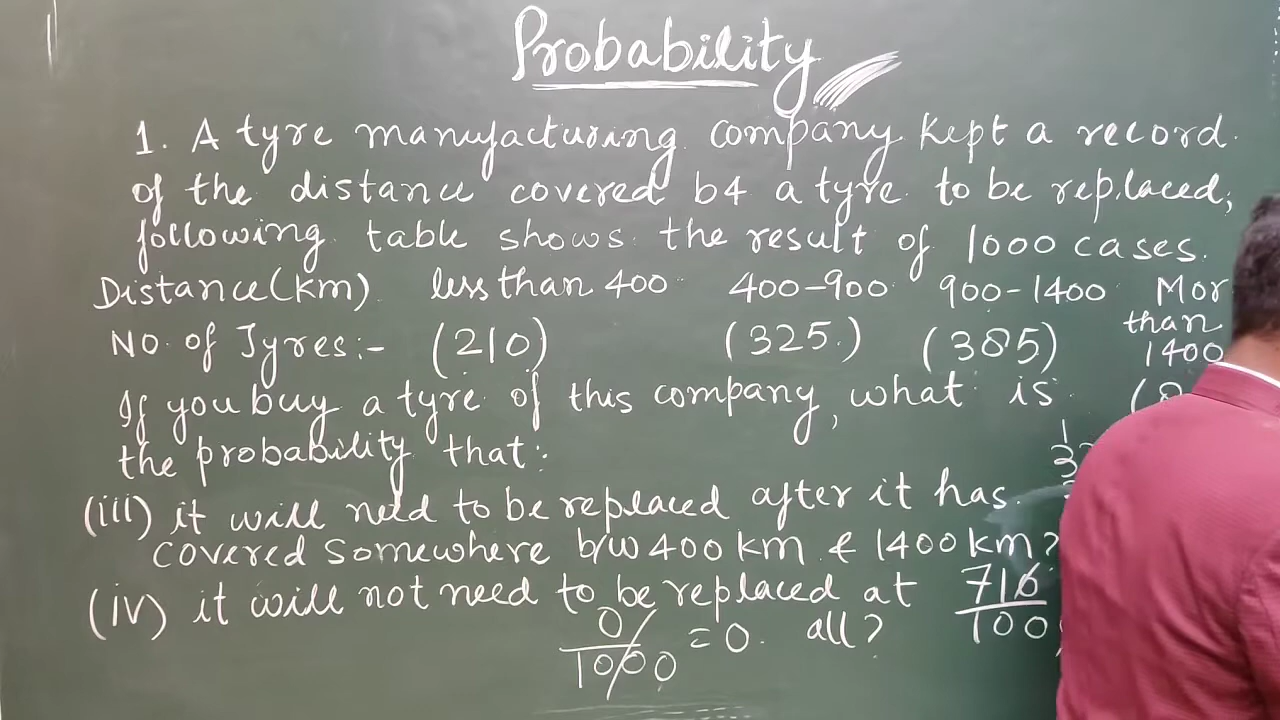 Probability
1. A tyre manufacturing company kept a record.
of the distance covered b4 a tyre to be replaced;
following table shows the result of 1000 cases.
Distance(km) less than 400 400-900 900-1400 Mor
than
NO. of Tyres:- (210) (325.) (385) 1400
If you buy a tyre of this company, what is
the probability that:
(iii) it will need to be replaced after it has
covered somewhere b/w 400 km & 1400 km?
(iv) it will not need to be replaced at all?
710
100
0/1000 = 0.